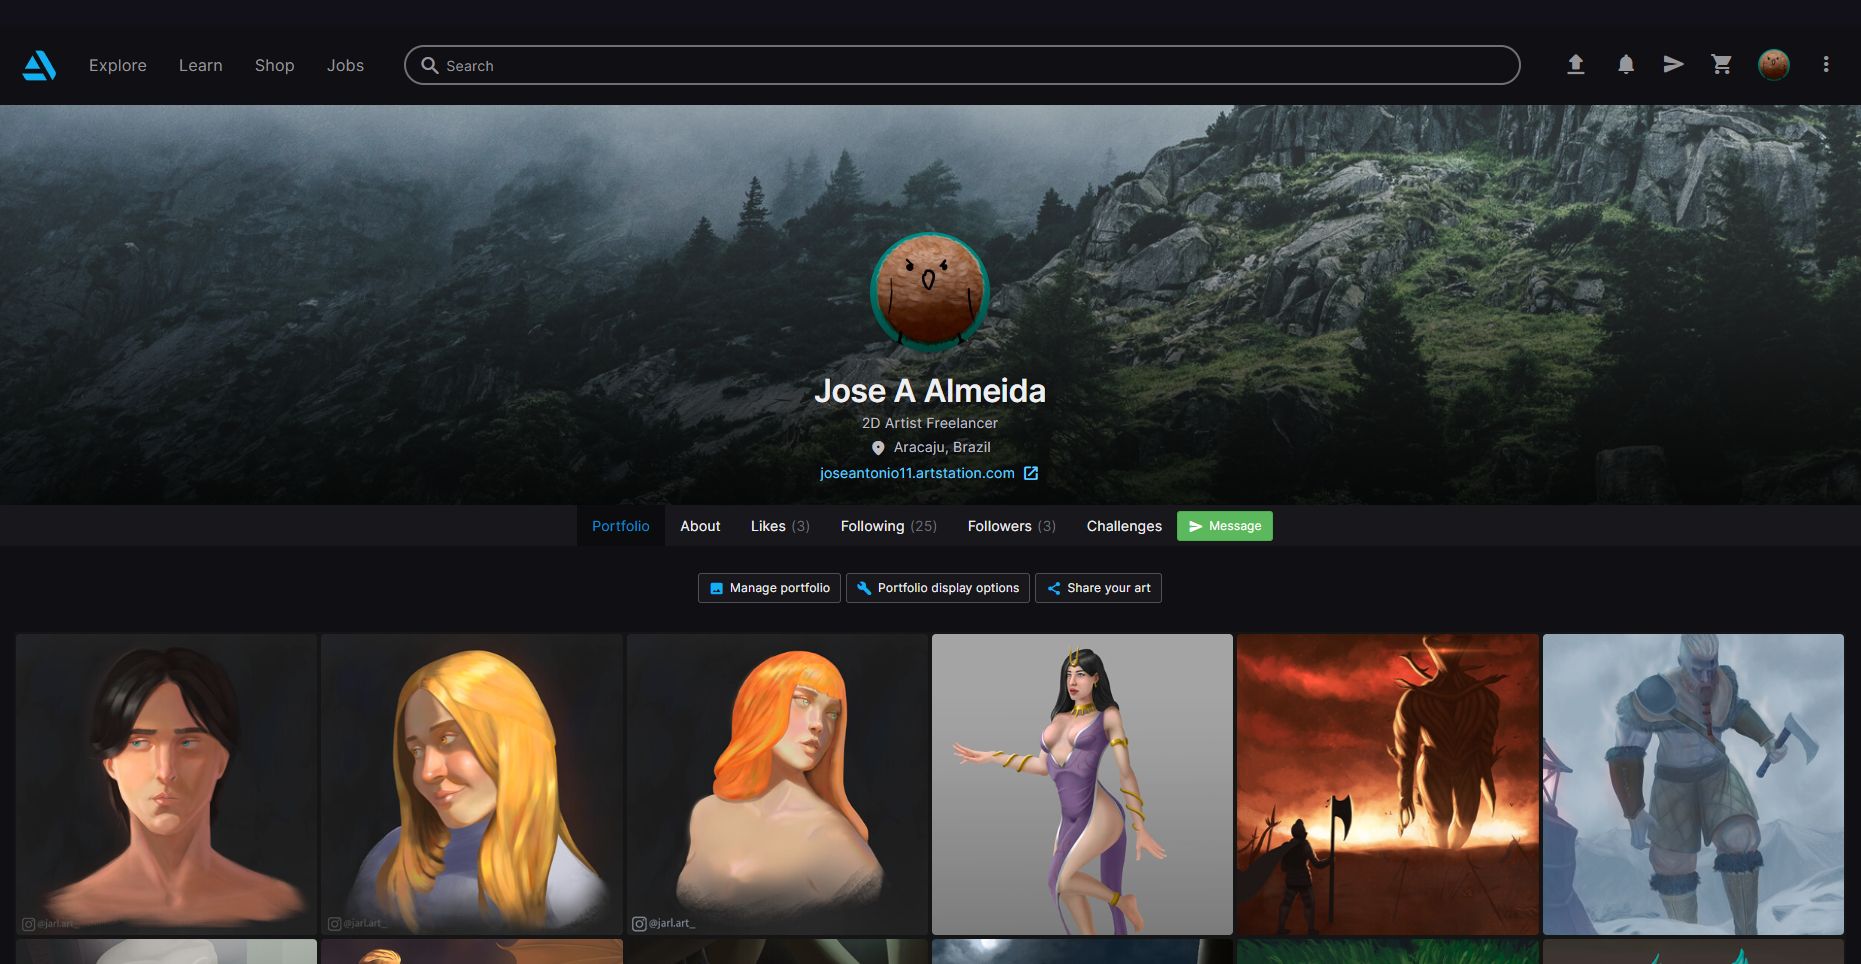 Explore Learn Shop Jobs Search
Jose A Almeida
2D Artist Freelancer
Aracaju, Brazil
joseantonio11.artstation.com
Portfolio About Likes (3) Following (25) Followers (3) Challenges Message
Manage portfolio Portfolio display options Share your art
@jarl.art_ @jarl.art_ @jarl.art_